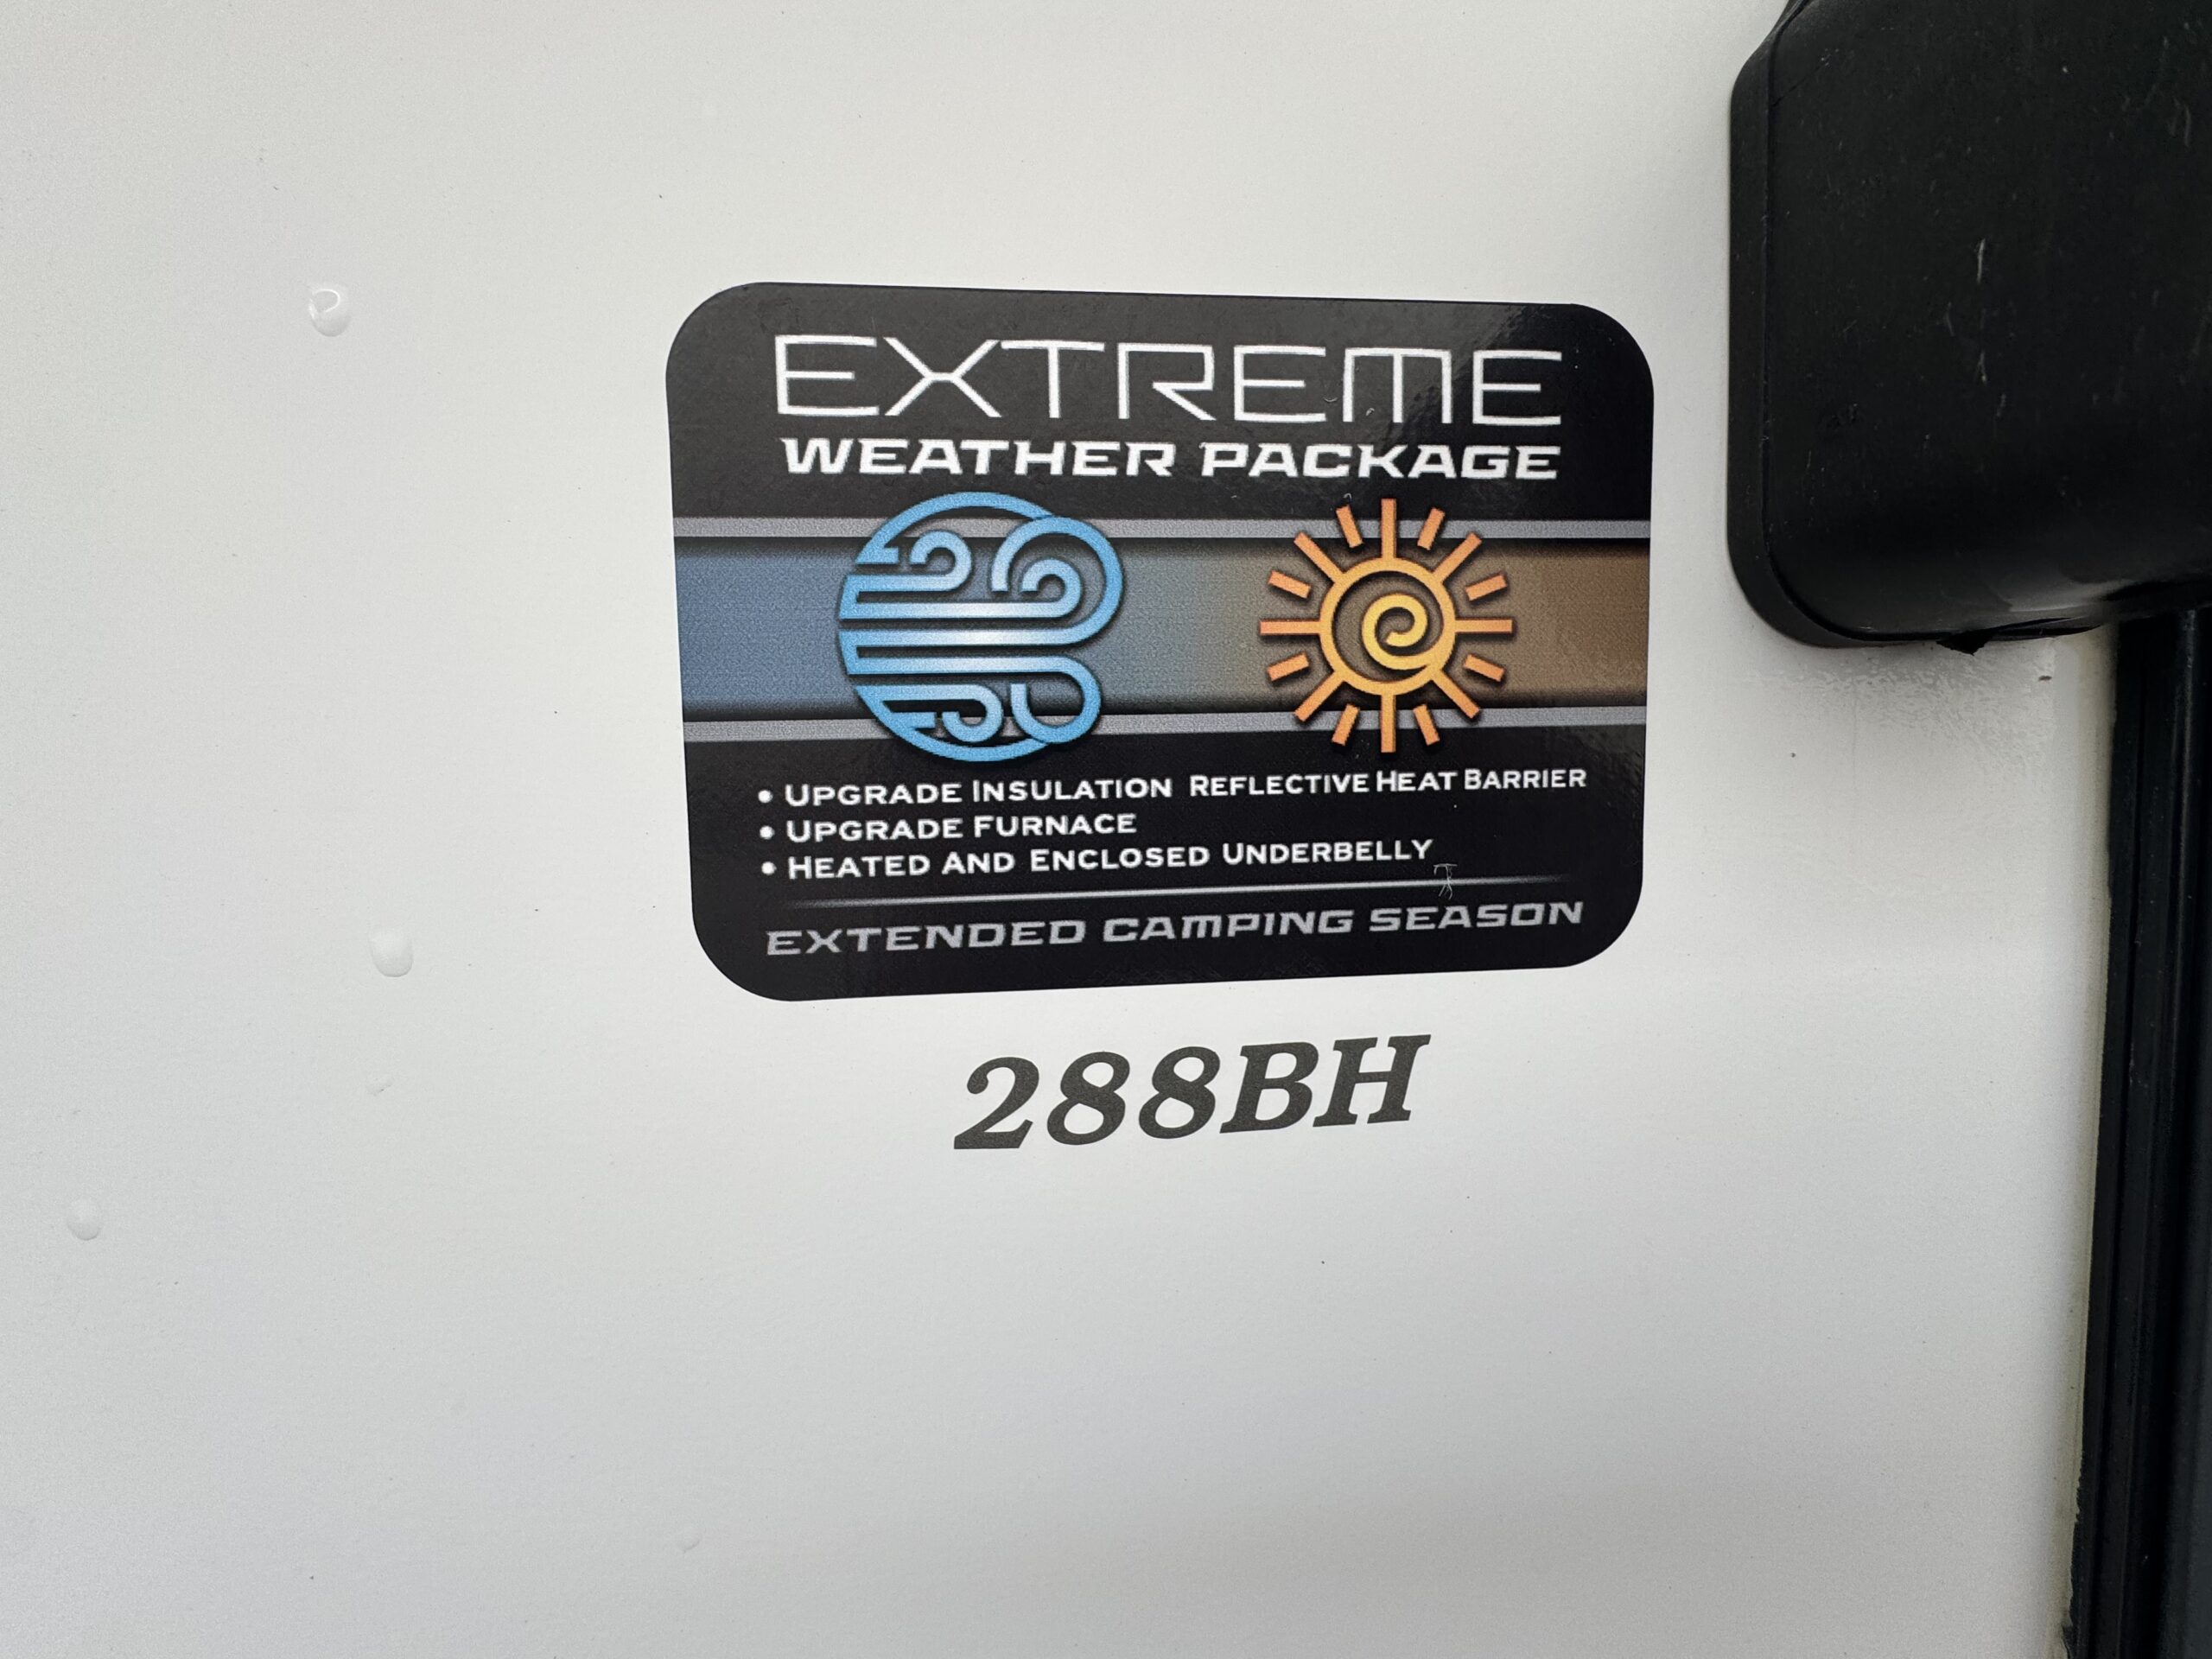 EXTREME
WEATHER PACKAGE
• UPGRADE INSULATION REFLECTIVE HEAT BARRIER
• UPGRADE FURNACE
• HEATED AND ENCLOSED UNDERBELLY
EXTENDED CAMPING SEASON
288BH